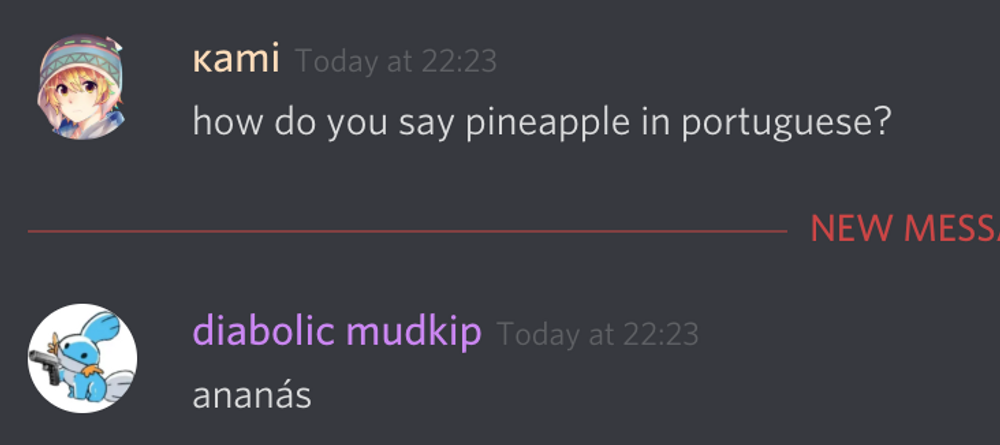 кami Today at 22:23
how do you say pineapple in portuguese?
NEW MESSA
diabolic mudkip Today at 22:23
ananás